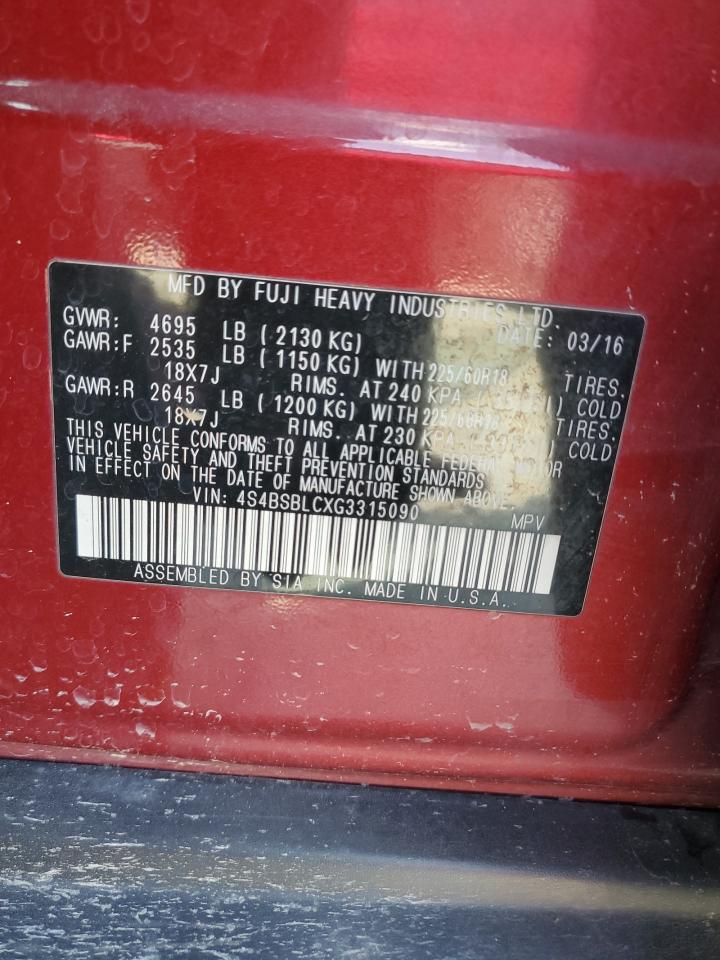 MFD BY FUJI HEAVY INDUSTRIES LTD.
GVWR: 4695 LB (2130 KG) DATE: 03/16
GAWR:F 2535 LB (1150 KG) WITH 225/60R18 TIRES.
18X7J RIMS. AT 240 KPA COLD
GAWR:R 2645 LB (1200 KG) WITH 225/60R18 TIRES.
18X7J RIMS. AT 230 KPA COLD
THIS VEHICLE CONFORMS TO ALL APPLICABLE FEDERAL MOTOR
VEHICLE SAFETY AND THEFT PREVENTION STANDARDS
IN EFFECT ON THE DATE OF MANUFACTURE SHOWN ABOVE.
VIN: 4S4BSBLCXG3315090 MPV
ASSEMBLED BY SIA INC. MADE IN U.S.A.